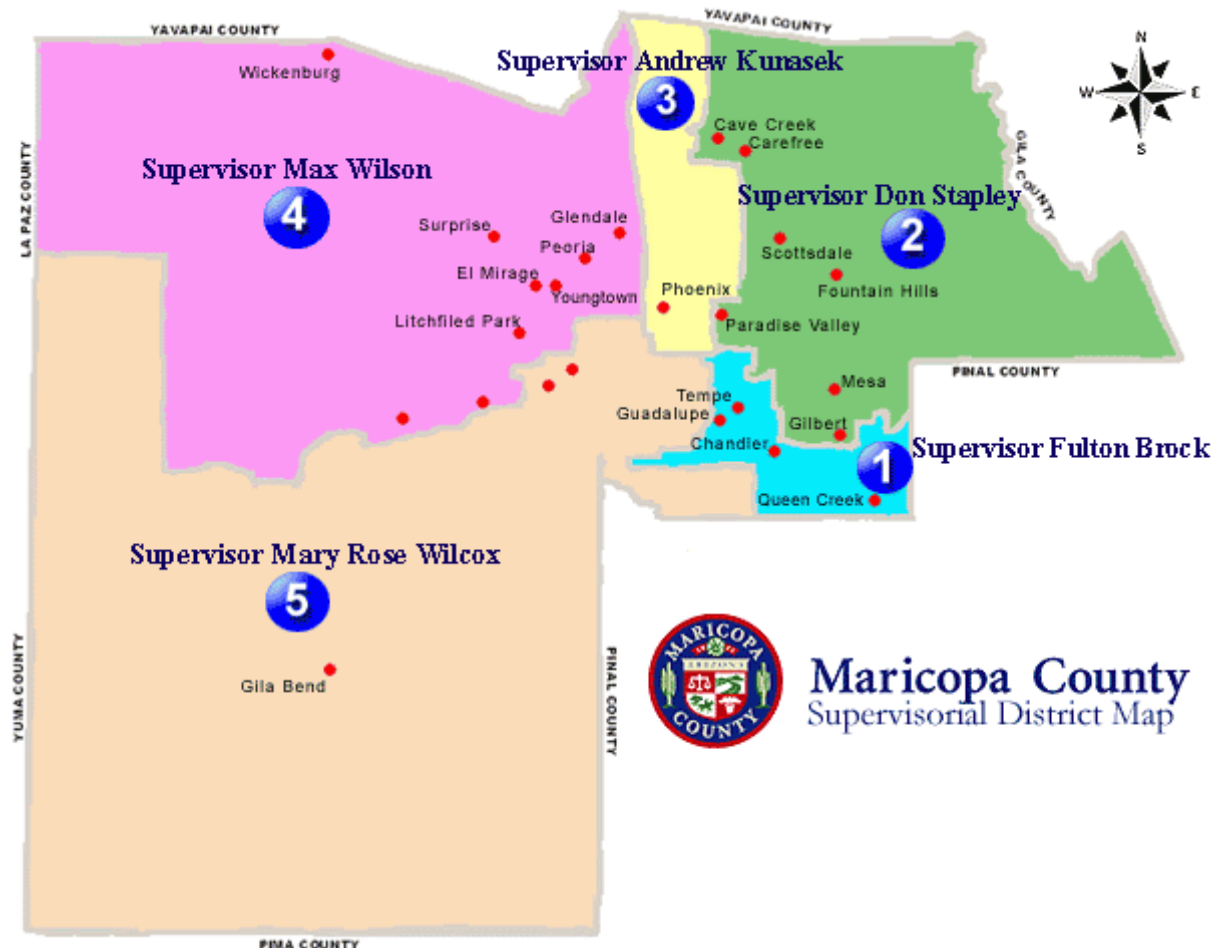 YAVAPAI COUNTY
YAVAPAI COUNTY
N
W
E
S
Supervisor Andrew Kunasek
3
Wickenburg
Cave Creek
Carefree
GILA COUNTY
LA PAZ COUNTY
Supervisor Max Wilson
4
Supervisor Don Stapley
2
Surprise
Glendale
Peoria
Scottsdale
El Mirage
Youngtown
Phoenix
Fountain Hills
Litchfiled Park
Paradise Valley
PINAL COUNTY
Mesa
Tempe
Guadalupe
Gilbert
Chandler
Supervisor Fulton Brock
1
Queen Creek
Supervisor Mary Rose Wilcox
5
Gila Bend
YUMA COUNTY
PINAL COUNTY
MARICOPA
COUNTY
Maricopa County
Supervisorial District Map
PIMA COUNTY